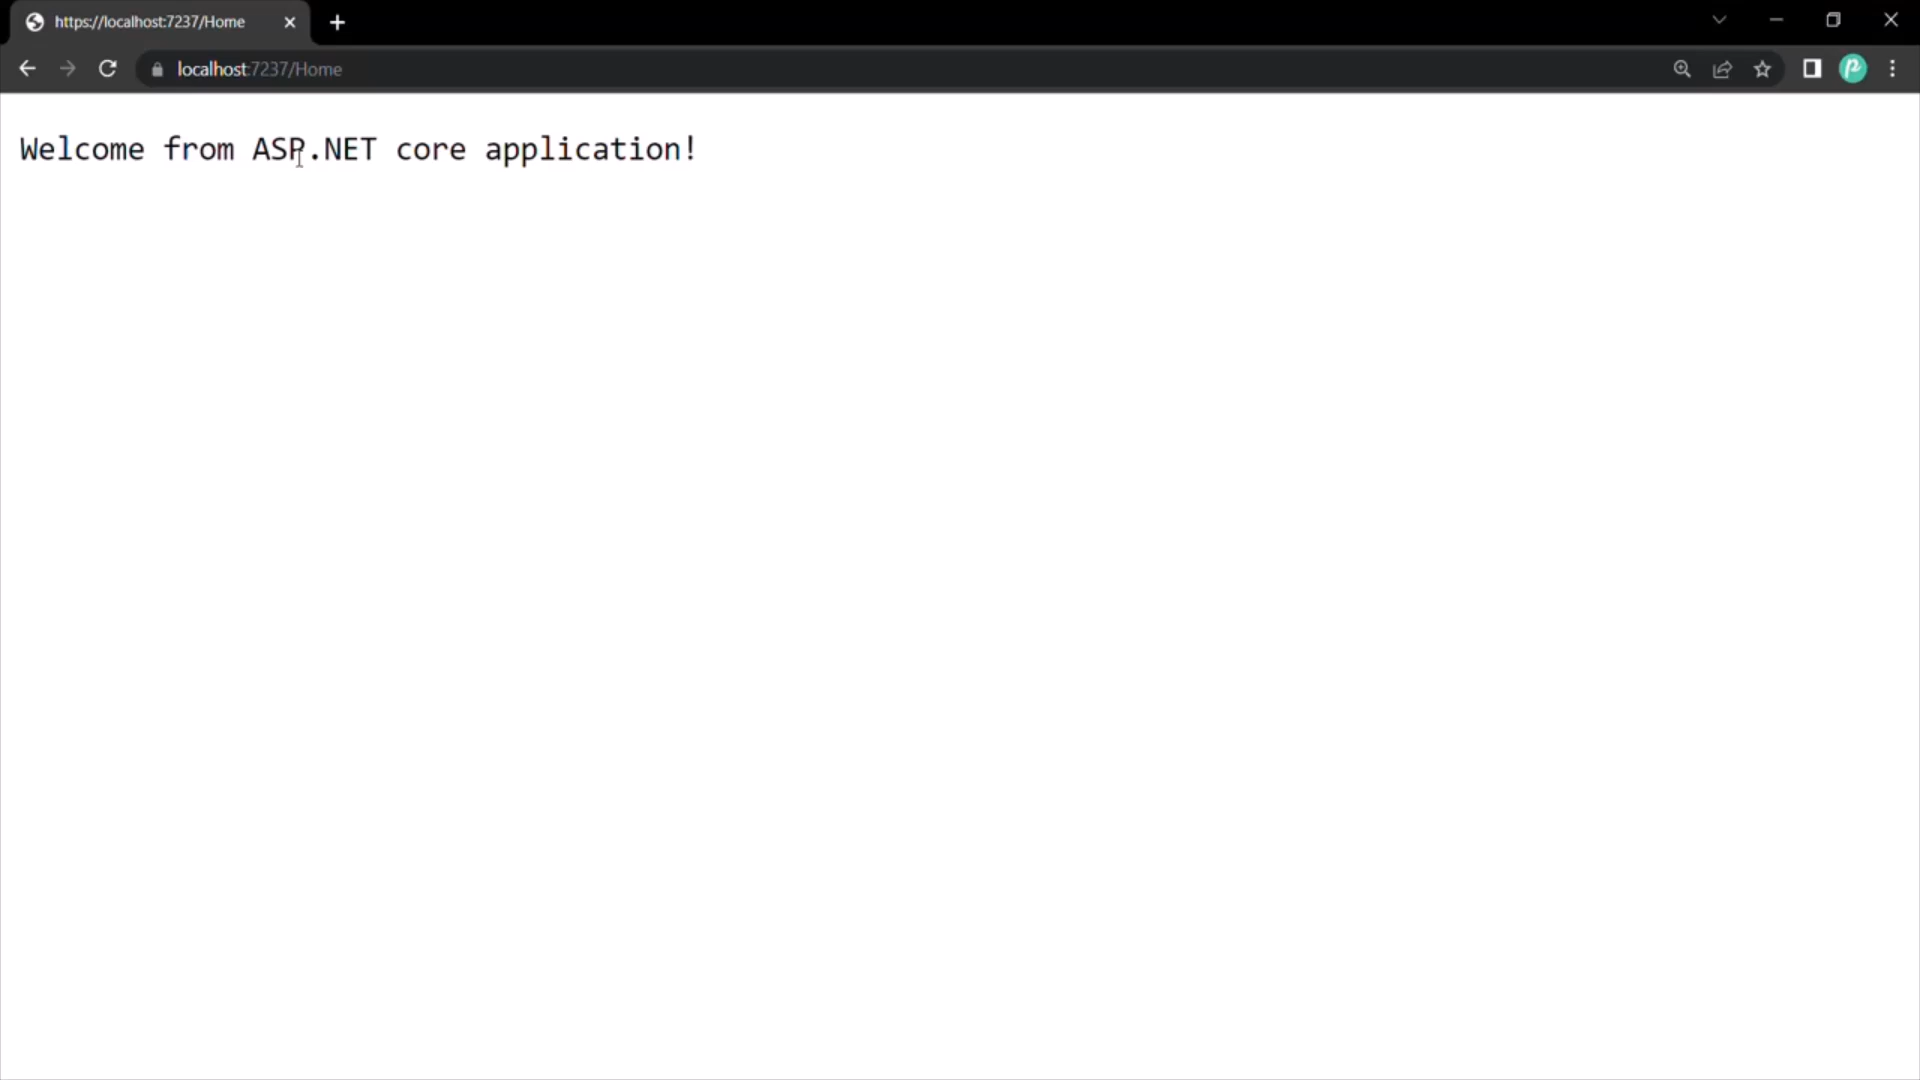 https://localhost:7237/Home
localhost:7237/Home
Welcome from ASP.NET core application!